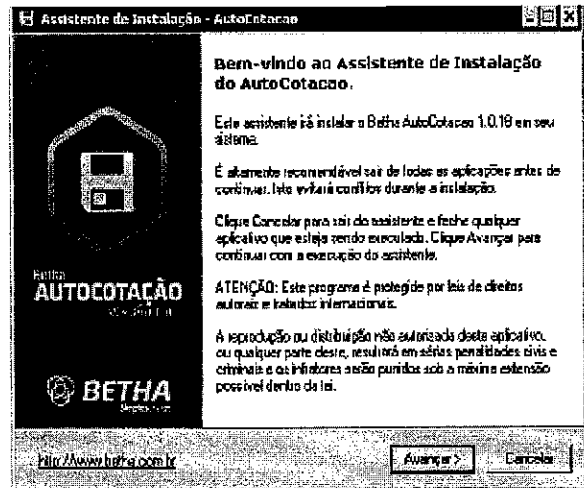 Assistente de Instalação - AutoCotacao
Bem-vindo ao Assistente de Instalação
do AutoCotacao.
Este assistente irá instalar o Betha AutoCotacao 1.0.18 em seu
sistema.
É altamente recomendável sair de todas as aplicações antes de
continuar. Isto evitará conflitos durante a instalação.
Clique Cancelar para sair do assistente e feche qualquer
aplicativo que esteja sendo executado. Clique Avançar para
continuar com a execução do assistente.
ATENÇÃO: Este programa é protegido por leis de direitos
autorais e tratados internacionais.
A reprodução ou distribuição não autorizada deste aplicativo,
ou qualquer parte deste, resultará em sérias penalidades civis e
criminais e os infratores serão punidos sob a máxima extensão
possível dentro da lei.
Betha
AUTOCOTAÇÃO
BETHA
http://www.betha.com.br
Avançar >
Cancelar